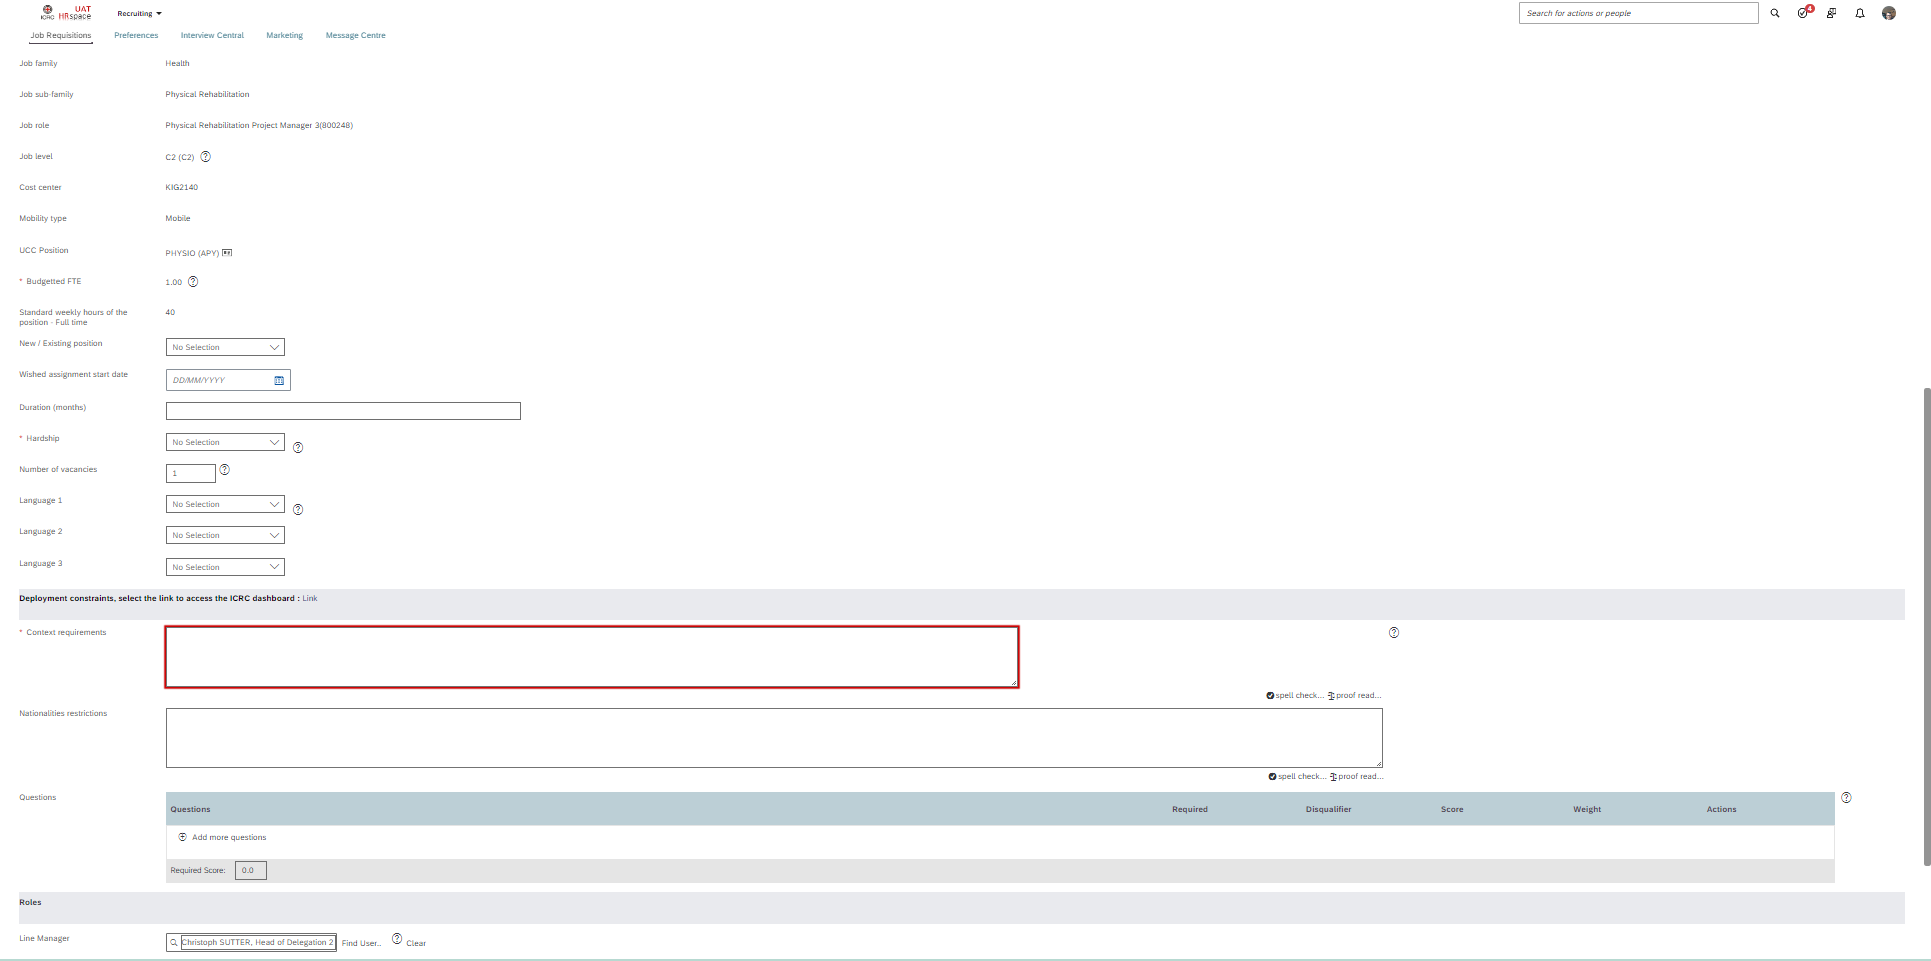 UAT
ICRC HRspace
Recruiting
Search for actions or people
4
Job Requisitions
Preferences
Interview Central
Marketing
Message Centre
Job family
Health
Job sub-family
Physical Rehabilitation
Job role
Physical Rehabilitation Project Manager 3(800248)
Job level
C2 (C2)
Cost center
KIG2140
Mobility type
Mobile
UCC Position
PHYSIO (APY)
* Budgetted FTE
1.00
Standard weekly hours of the
position - Full time
40
New / Existing position
No Selection
Wished assignment start date
DD/MM/YYYY
Duration (months)
* Hardship
No Selection
Number of vacancies
1
Language 1
No Selection
Language 2
No Selection
Language 3
No Selection
Deployment constraints, select the link to access the ICRC dashboard : Link
* Context requirements
spell check... proof read...
Nationalities restrictions
spell check... proof read...
Questions
Questions
Required
Disqualifier
Score
Weight
Actions
Add more questions
Required Score:
0.0
Roles
Line Manager
Christoph SUTTER, Head of Delegation 2
Find User..
Clear